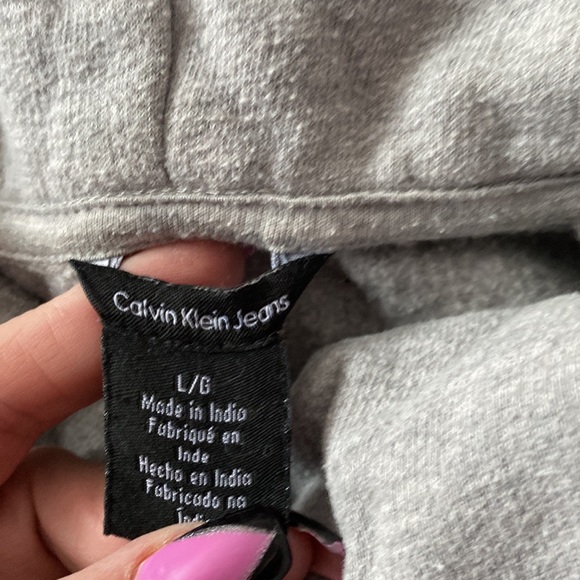 Calvin Klein Jeans
L/G
Made in India
Fabriqué en
Inde
Hecho en India
Fabricado na